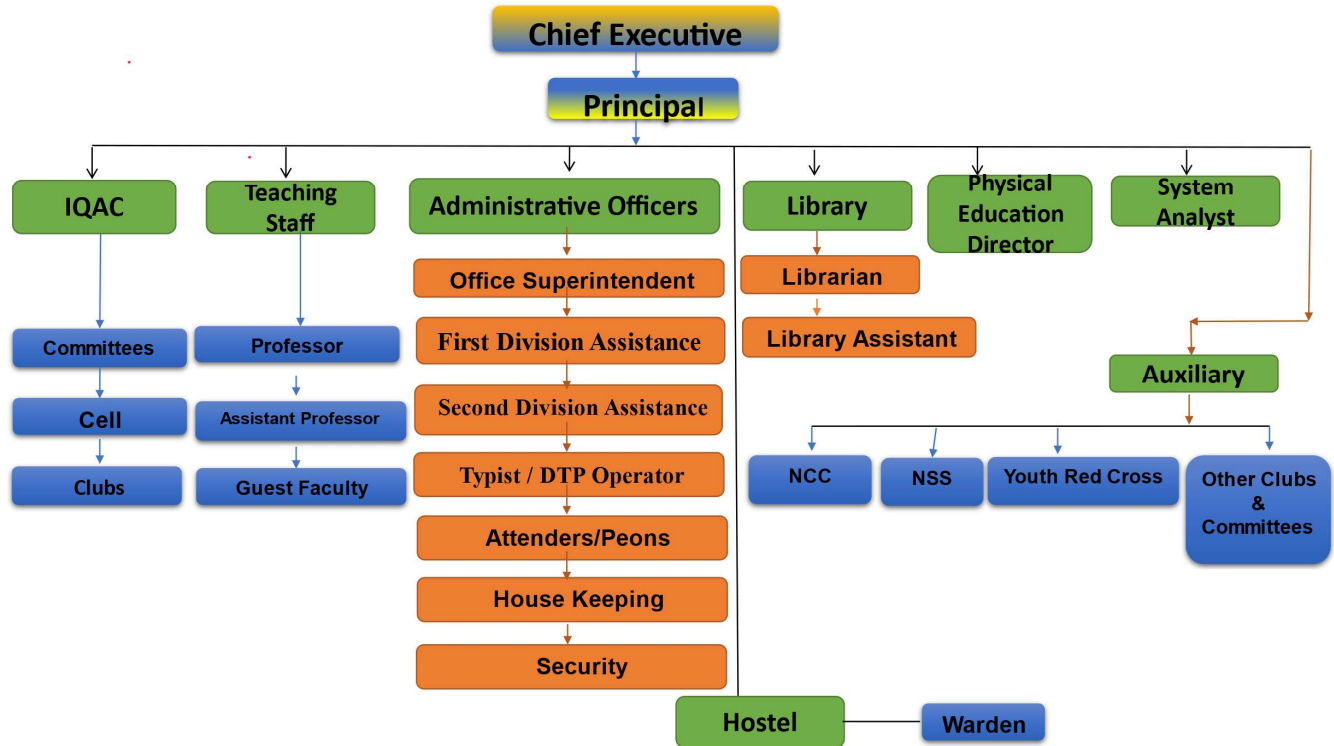 Chief Executive
Principal
IQAC
Teaching
Staff
Administrative Officers
Library
Physical
Education
Director
System
Analyst
Office Superintendent
Librarian
Committees
Professor
First Division Assistance
Library Assistant
Auxiliary
Cell
Assistant Professor
Second Division Assistance
Clubs
Guest Faculty
Typist / DTP Operator
NCC
NSS
Youth Red Cross
Other Clubs
&
Committees
Attenders/Peons
House Keeping
Security
Hostel
Warden